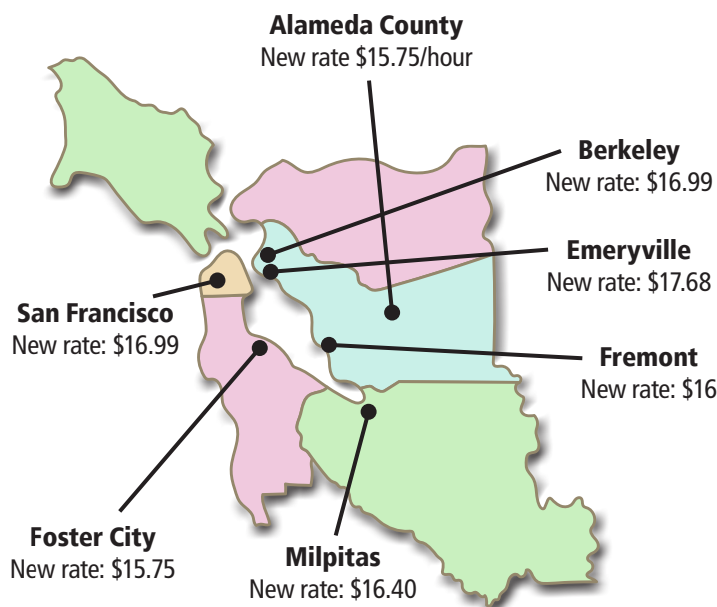 Alameda County
New rate $15.75/hour
Berkeley
New rate: $16.99
Emeryville
New rate: $17.68
San Francisco
New rate: $16.99
Fremont
New rate: $16
Foster City
New rate: $15.75
Milpitas
New rate: $16.40